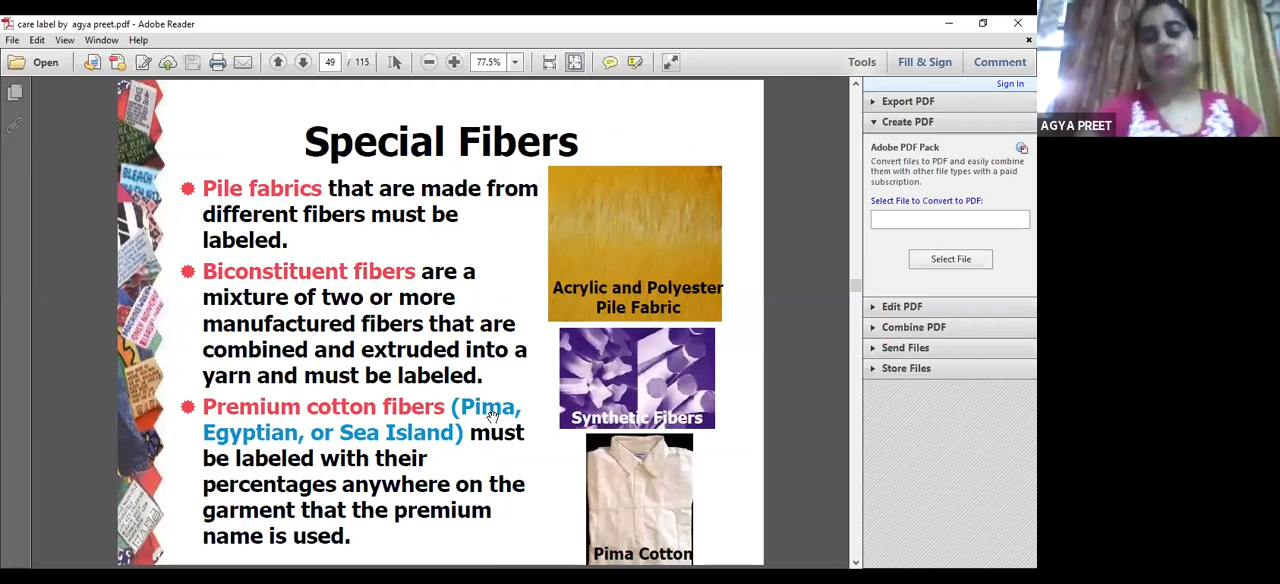 care label by agya preet.pdf - Adobe Reader
File Edit View Window Help
Open 49 / 115 77.5% Tools Fill & Sign Comment
Sign In
Export PDF
Create PDF
Adobe PDF Pack
Convert files to PDF and easily combine
them with other file types with a paid
subscription.
Select File to Convert to PDF:
Select File
Edit PDF
Combine PDF
Send Files
Store Files
AGYA PREET
Special Fibers
Pile fabrics that are made from
different fibers must be
labeled.
Biconstituent fibers are a
mixture of two or more
manufactured fibers that are
combined and extruded into a
yarn and must be labeled.
Premium cotton fibers (Pima,
Egyptian, or Sea Island) must
be labeled with their
percentages anywhere on the
garment that the premium
name is used.
Acrylic and Polyester
Pile Fabric
Synthetic Fibers
Pima Cotton
BLEACH